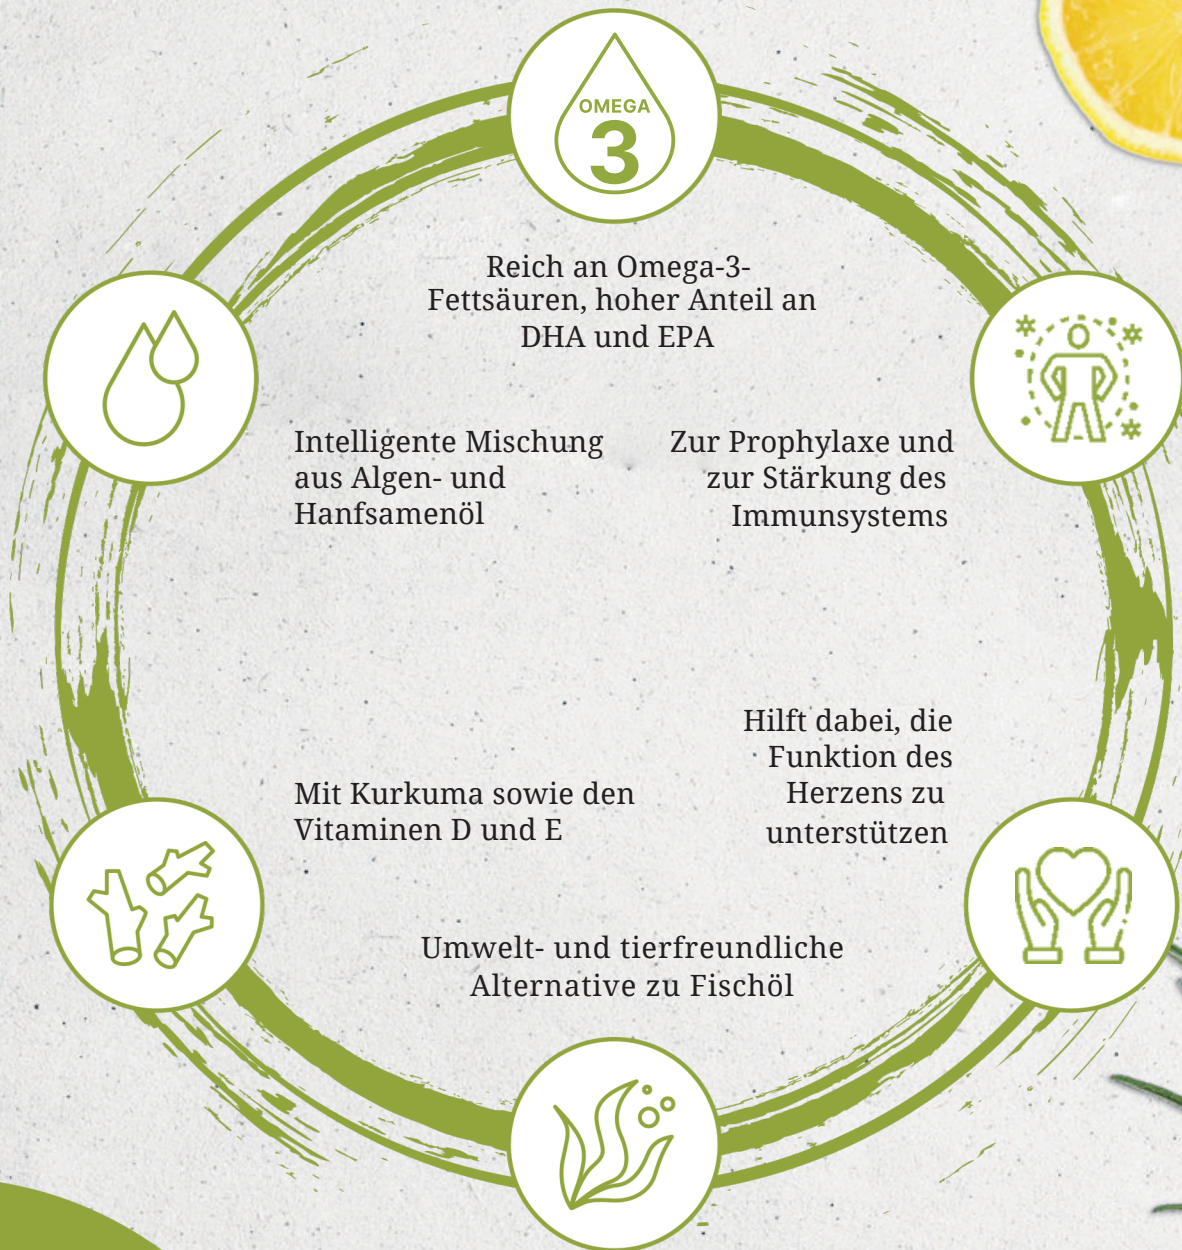 OMEGA
3
Reich an Omega-3-
Fettsäuren, hoher Anteil an
DHA und EPA
Intelligente Mischung
aus Algen- und
Hanfsamenöl
Zur Prophylaxe und
zur Stärkung des
Immunsystems
Mit Kurkuma sowie den
Vitaminen D und E
Hilft dabei, die
Funktion des
Herzens zu
unterstützen
Umwelt- und tierfreundliche
Alternative zu Fischöl